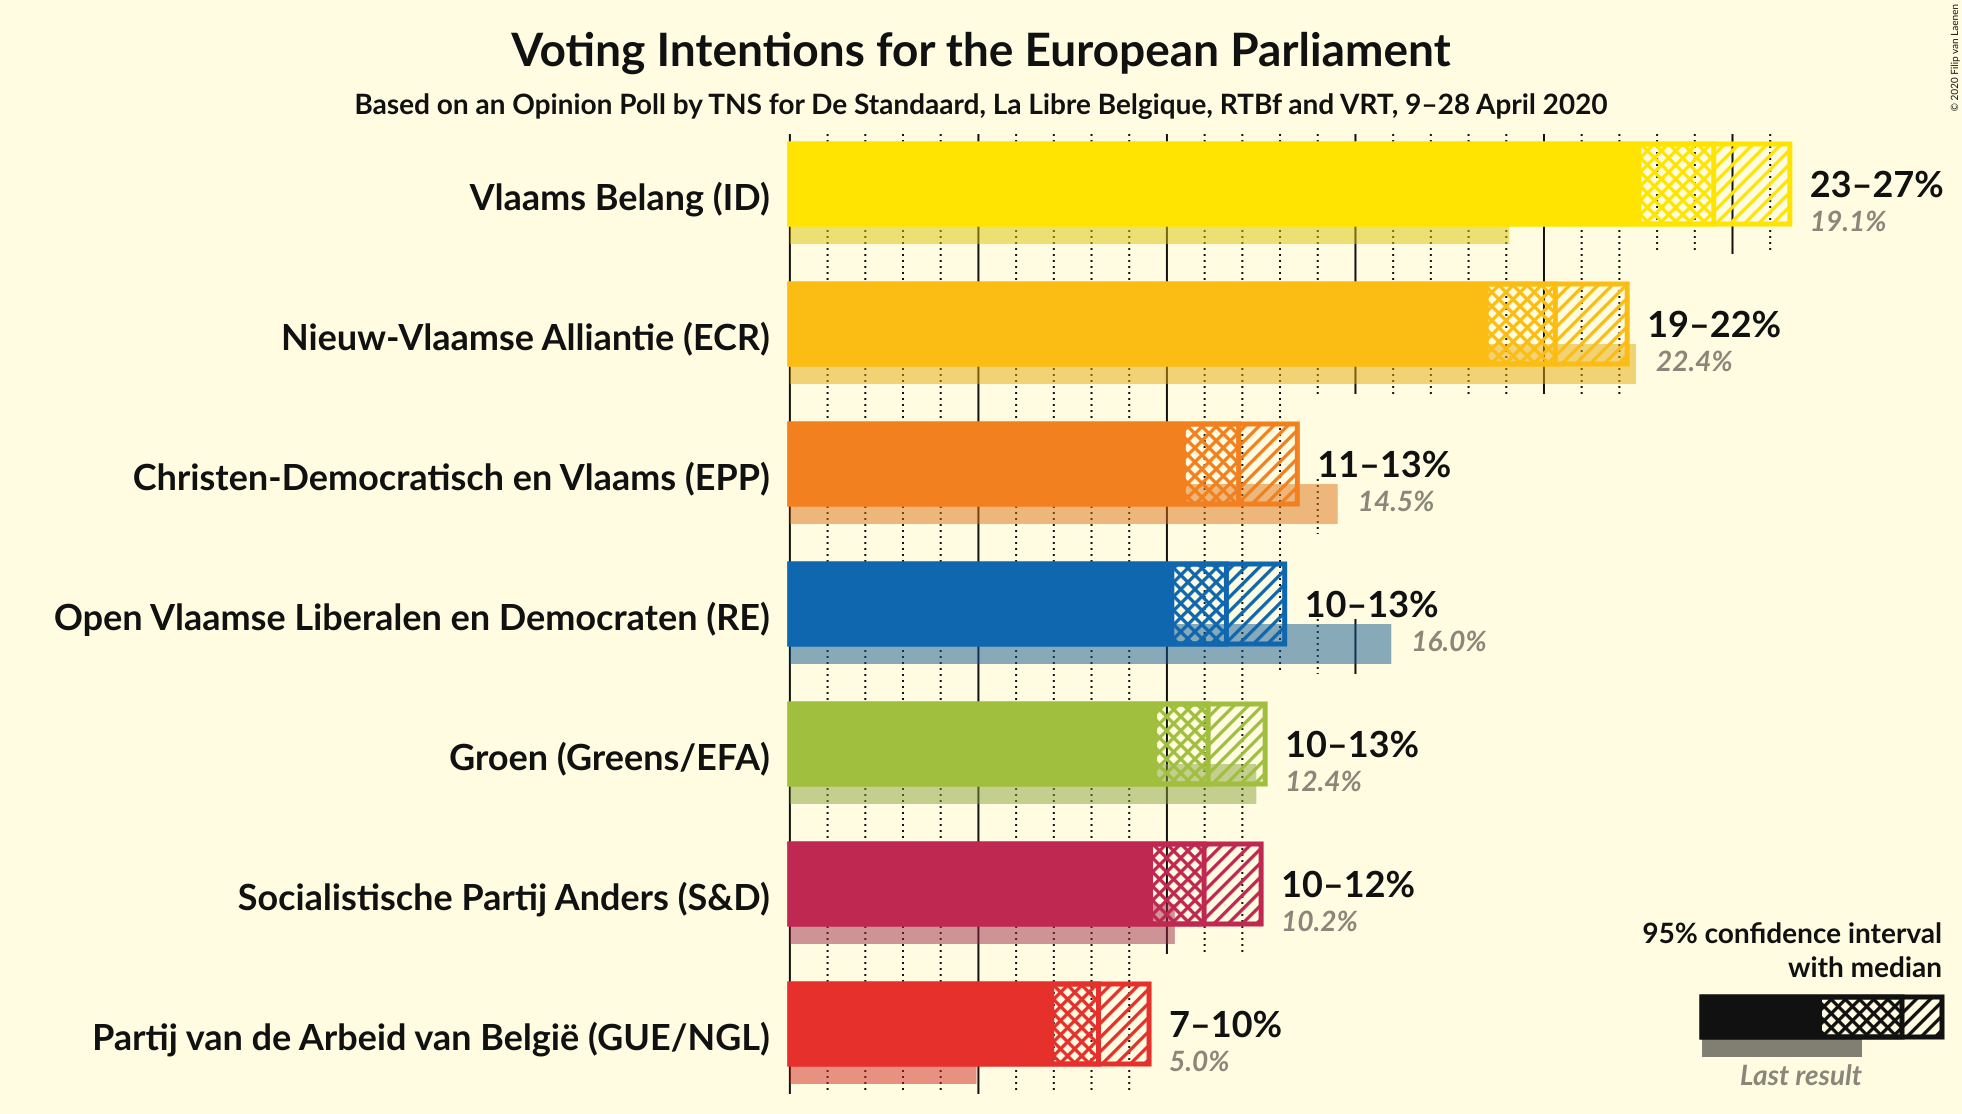 Voting Intentions for the European Parliament
Based on an Opinion Poll by TNS for De Standaard, La Libre Belgique, RTBf and VRT, 9–28 April 2020
© 2020 Filip van Laenen
Vlaams Belang (ID)
23–27%
19.1%
Nieuw-Vlaamse Alliantie (ECR)
19–22%
22.4%
Christen-Democratisch en Vlaams (EPP)
11–13%
14.5%
Open Vlaamse Liberalen en Democraten (RE)
10–13%
16.0%
Groen (Greens/EFA)
10–13%
12.4%
Socialistische Partij Anders (S&D)
10–12%
10.2%
Partij van de Arbeid van België (GUE/NGL)
7–10%
5.0%
95% confidence interval
with median
Last result